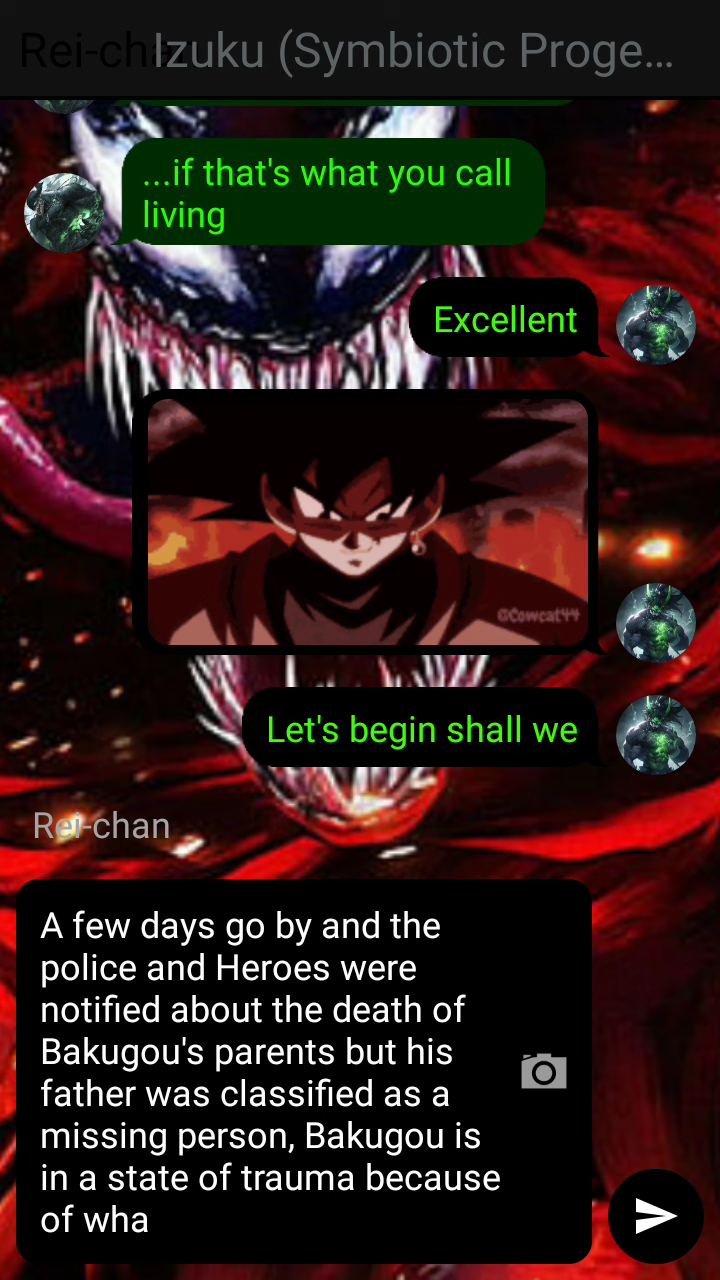 Rei-chan Izuku (Symbiotic Proge...
...if that's what you call
living
Excellent
@Cowcat44
Let's begin shall we
Rei-chan
A few days go by and the
police and Heroes were
notified about the death of
Bakugou's parents but his
father was classified as a
missing person, Bakugou is
in a state of trauma because
of wha